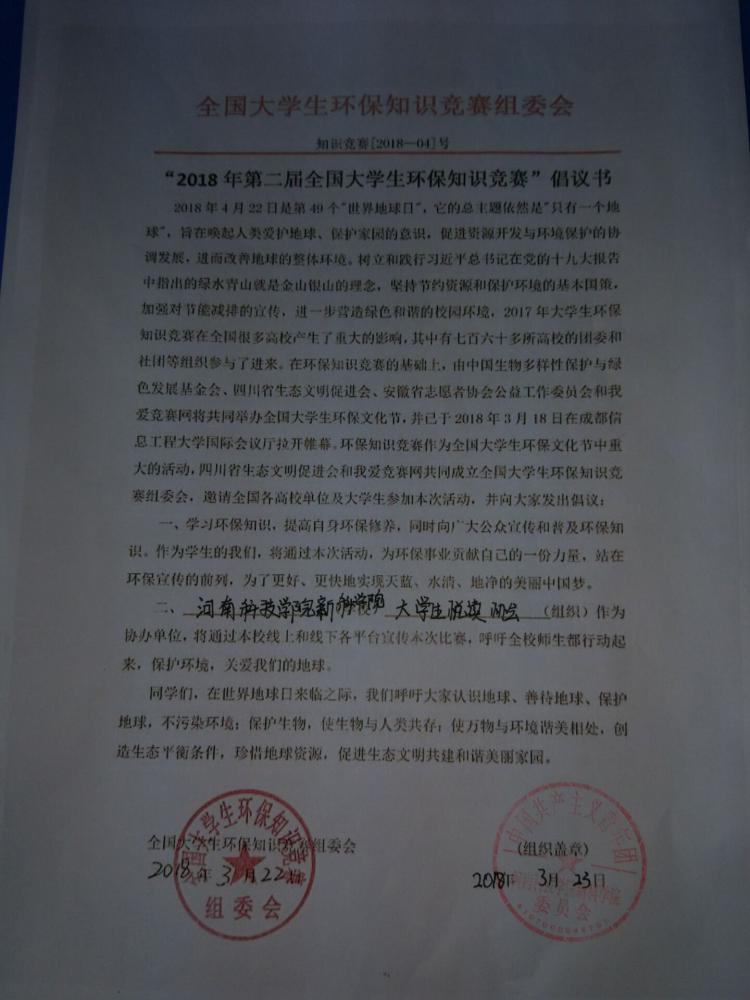 全国大学生环保知识竞赛组委会
知识竞赛[2018—04]号
“2018 年第二届全国大学生环保知识竞赛”倡议书
2018 年 4 月 22 日是第 49 个"世界地球日"，它的总主题依然是"只有一个地
球"，旨在唤起人类爱护地球、保护家园的意识，促进资源开发与环境保护的协
调发展，进而改善地球的整体环境。树立和践行习近平总书记在党的十九大报告
中指出的绿水青山就是金山银山的理念，坚持节约资源和保护环境的基本国策，
加强对节能减排的宣传，进一步营造绿色和谐的校园环境，2017 年大学生环保
知识竞赛在全国很多高校产生了重大的影响，其中有七百六十多所高校的团委和
社团等组织参与了进来。在环保知识竞赛的基础上，由中国生物多样性保护与绿
色发展基金会、四川省生态文明促进会、安徽省志愿者协会公益工作委员会和我
爱竞赛网将共同举办全国大学生环保文化节，并已于 2018 年 3 月 18 日在成都信
息工程大学国际会议厅拉开帷幕。环保知识竞赛作为全国大学生环保文化节中重
大的活动，四川省生态文明促进会和我爱竞赛网共同成立全国大学生环保知识竞
赛组委会，邀请全国各高校单位及大学生参加本次活动，并向大家发出倡议：
一、学习环保知识，提高自身环保修养，同时向广大公众宣传和普及环保知
识。作为学生的我们，将通过本次活动，为环保事业贡献自己的一份力量，站在
环保宣传的前列，为了更好、更快地实现天蓝、水清、地净的美丽中国梦。
二、河南科技学院新科学院 大学生悦读 （组织）作为
协办单位，将通过本校线上和线下各平台宣传本次比赛，呼吁全校师生都行动起
来，保护环境，关爱我们的地球。
同学们，在世界地球日来临之际，我们呼吁大家认识地球、善待地球、保护
地球，不污染环境；保护生物，使生物与人类共存；使万物与环境谐美相处，创
造生态平衡条件，珍惜地球资源，促进生态文明共建和谐美丽家园。
全国大学生环保知识竞赛组委会
2018 年 3 月 22 日
全国大学生环保知识竞赛
组委会
（组织盖章）
2018年 3月 23日
中国共产主义青年团
委员会